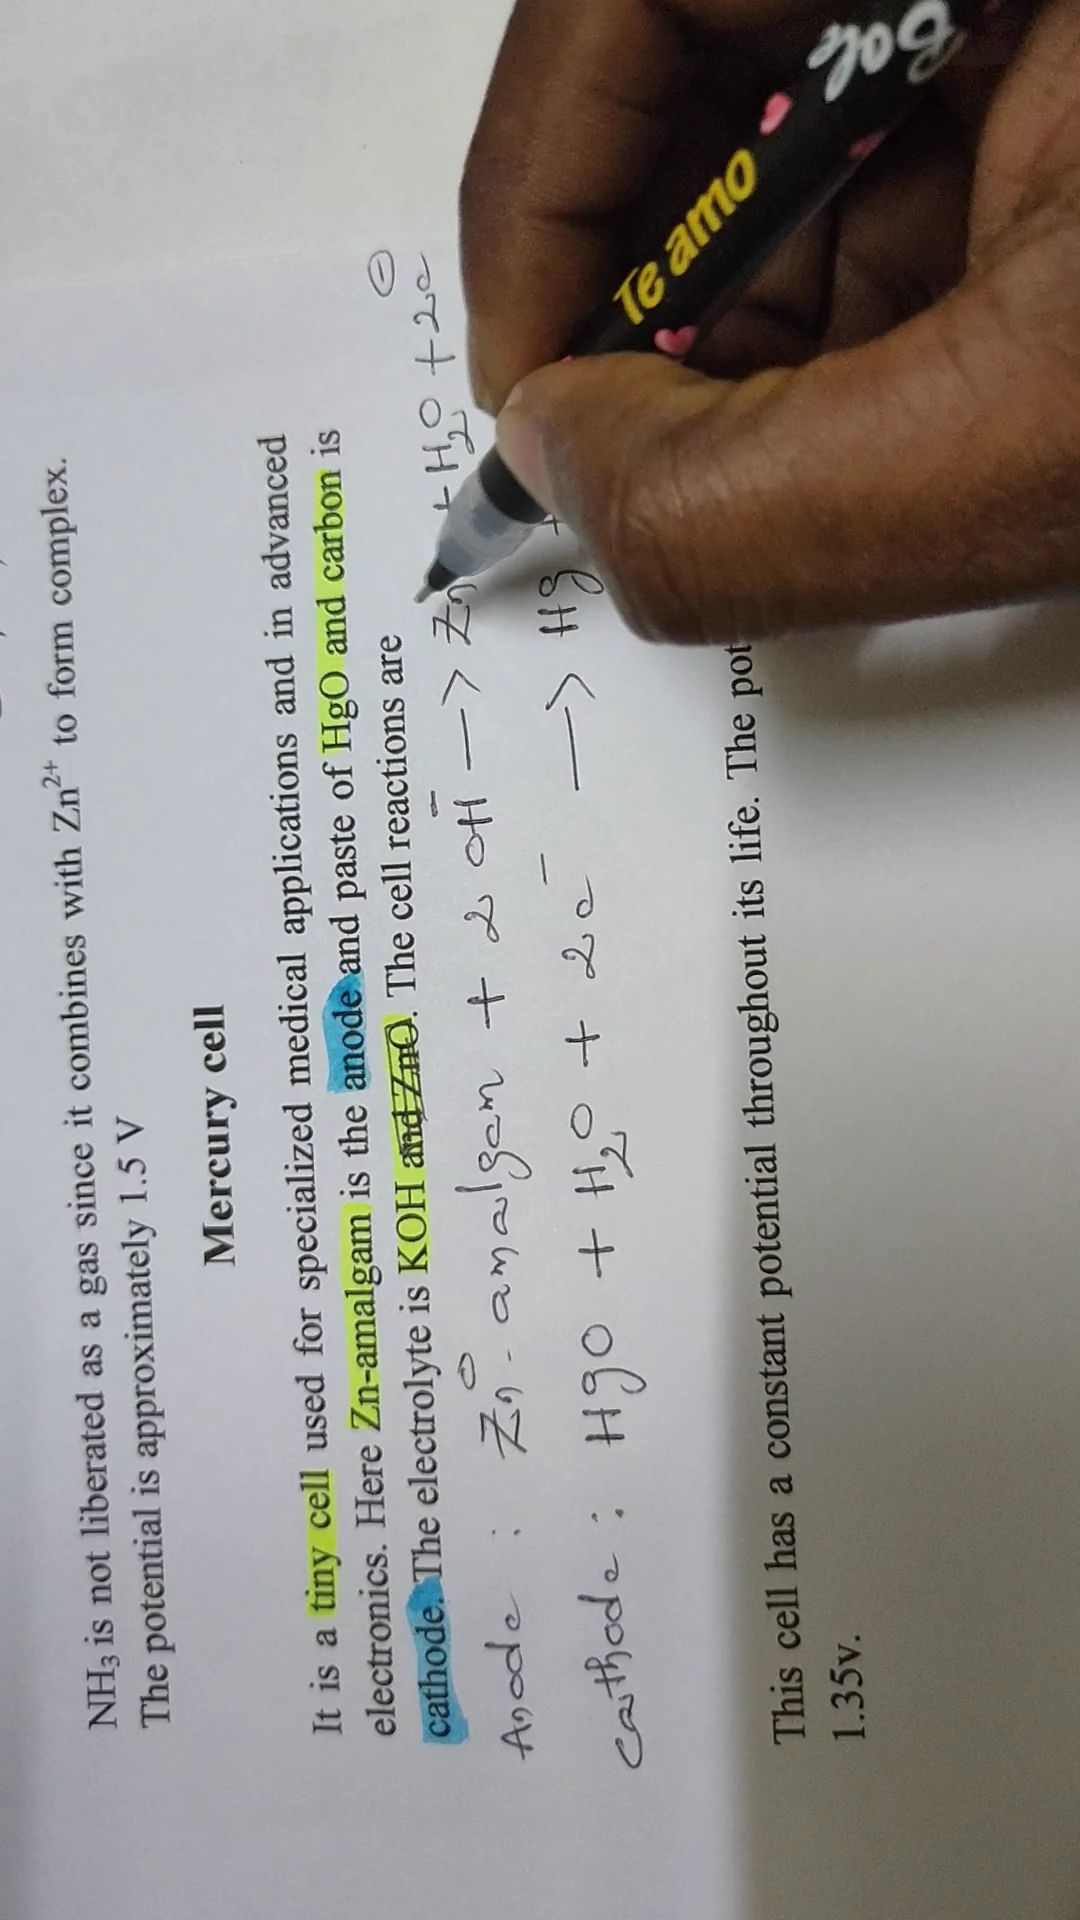 NH3 is not liberated as a gas since it combines with Zn2+ to form complex.
The potential is approximately 1.5 V
Mercury cell
It is a tiny cell used for specialized medical applications and in advanced
electronics. Here Zn-amalgam is the anode and paste of HgO and carbon is
cathode. The electrolyte is KOH and ZnO. The cell reactions are
Anode : Zn0 - amalgam + 2 OH- → Zn + H2O + 2e-
Cathode : HgO + H2O + 2e- → Hg +
This cell has a constant potential throughout its life. The
1.35v.
Te amo